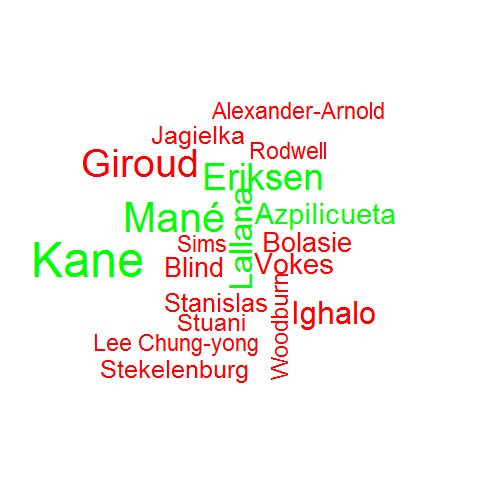 Alexander-Arnold
Jagielka
Rodwell
Giroud
Eriksen
Mané
Lallana
Azpilicueta
Sims
Bolasie
Kane
Blind
Vokes
Stanislas
Ighalo
Stuani
Woodburn
Lee Chung-yong
Stekelenburg